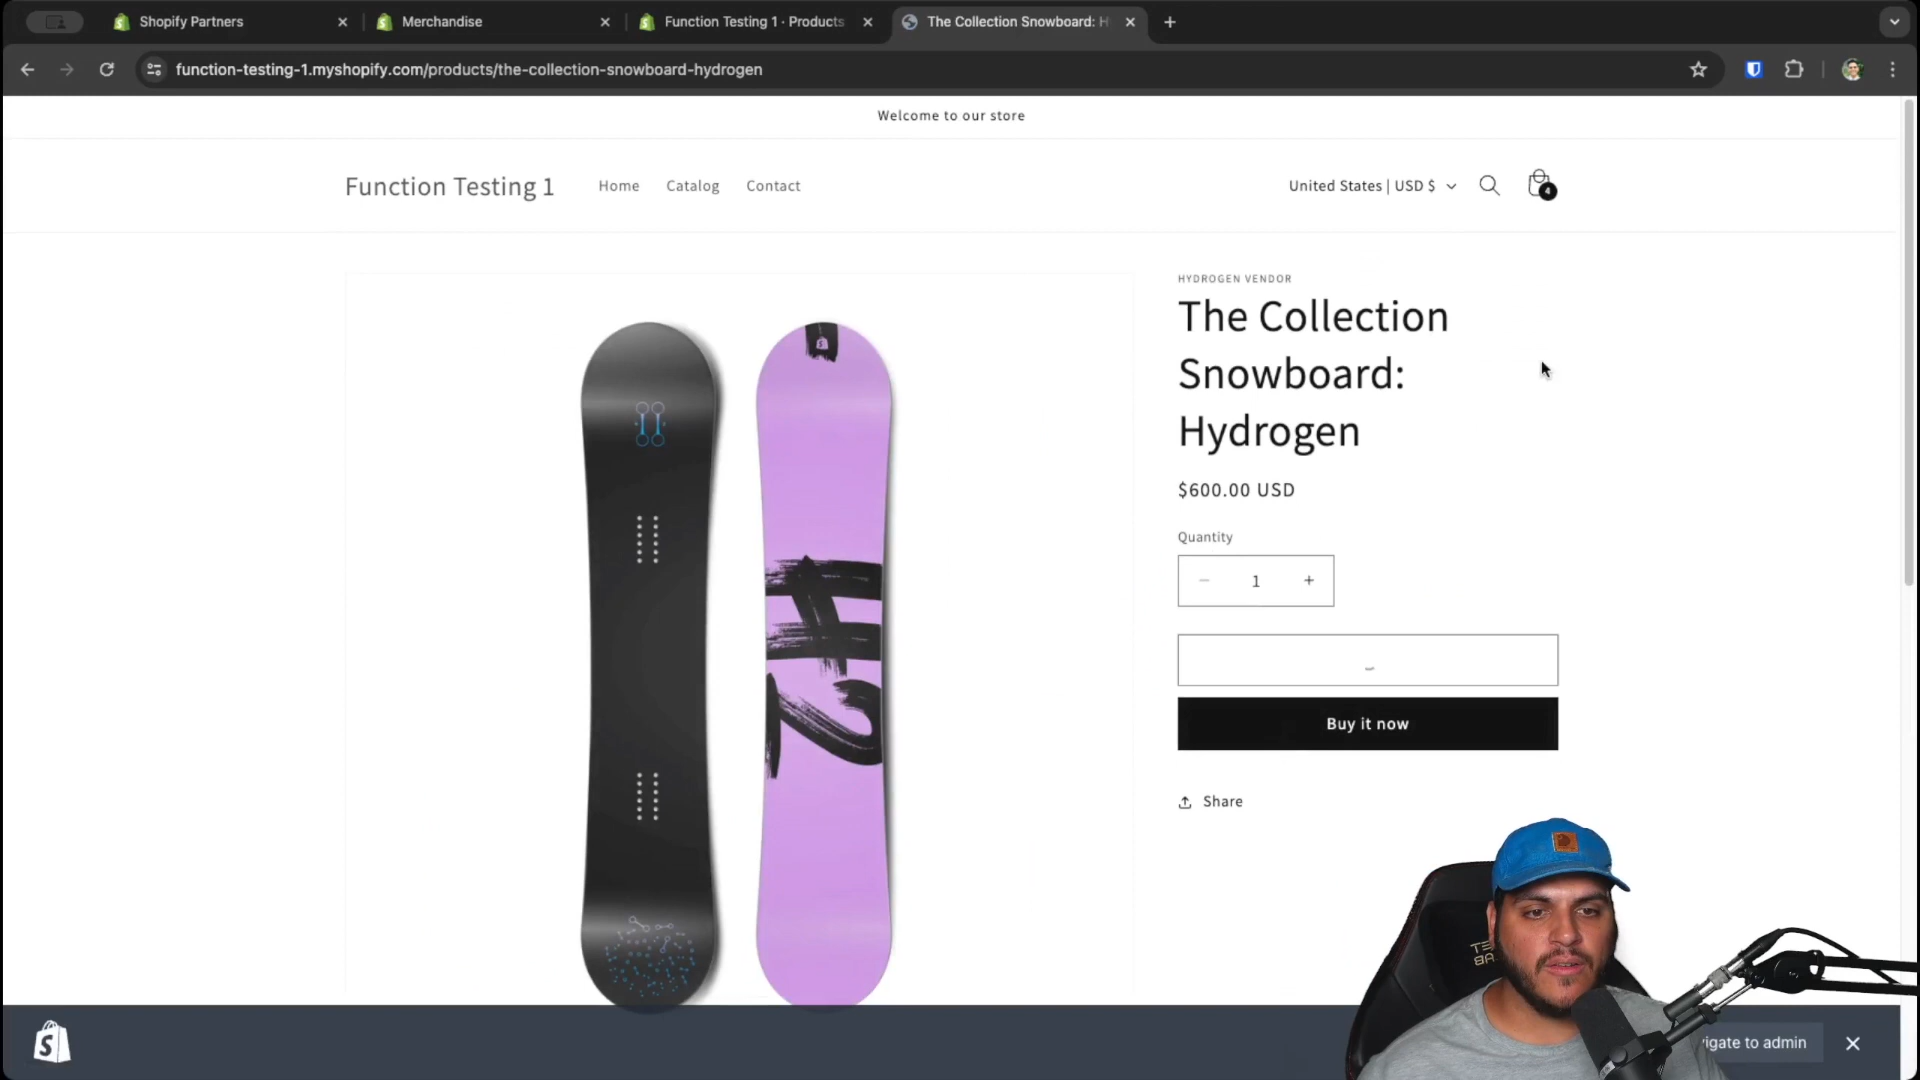 Shopify Partners
Merchandise
Function Testing 1 · Products
The Collection Snowboard: H
function-testing-1.myshopify.com/products/the-collection-snowboard-hydrogen
Welcome to our store
Function Testing 1
Home
Catalog
Contact
United States | USD $
4
HYDROGEN VENDOR
The Collection
Snowboard:
Hydrogen
$600.00 USD
Quantity
1
Buy it now
Share
igate to admin